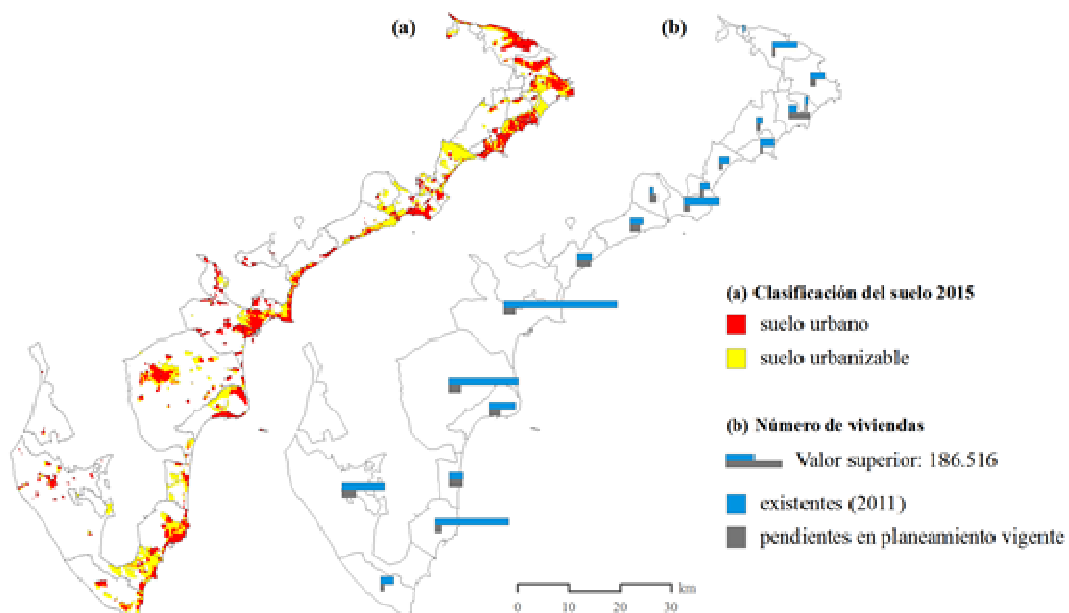 (a)
(b)
(a) Clasificación del suelo 2015
suelo urbano
suelo urbanizable
(b) Número de viviendas
Valor superior: 186.516
existentes (2011)
pendientes en planeamiento vigente
km
0 10 20 30